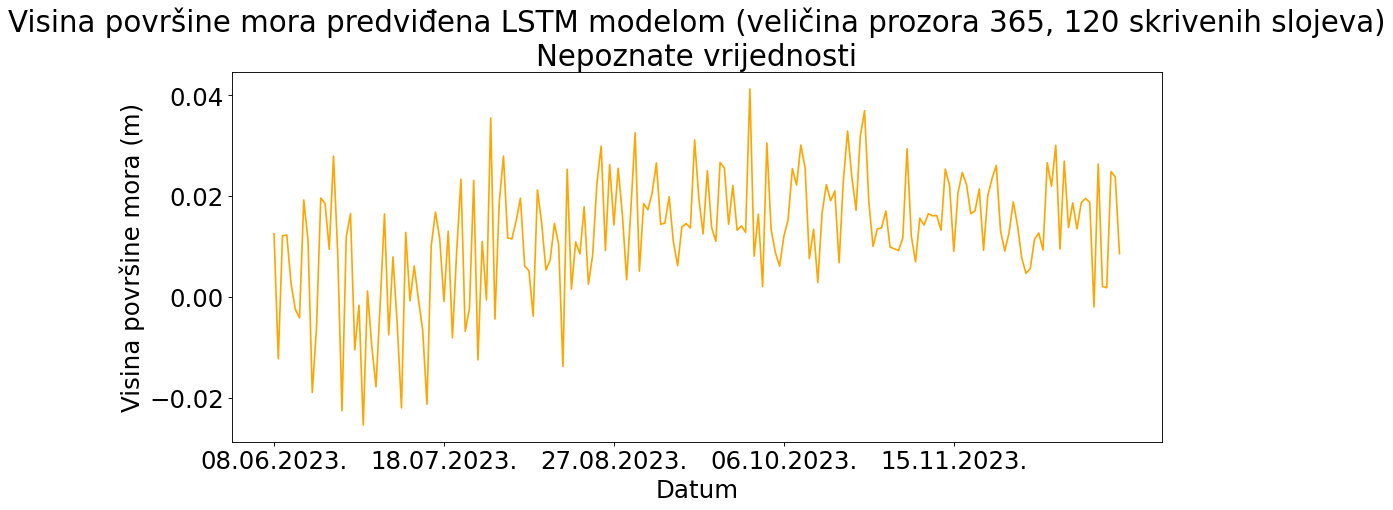 Visina površine mora predviđena LSTM modelom (veličina prozora 365, 120 skrivenih slojeva)
Nepoznate vrijednosti
Visina površine mora (m)
0.04
0.02
0.00
−0.02
08.06.2023. 18.07.2023. 27.08.2023. 06.10.2023. 15.11.2023.
Datum